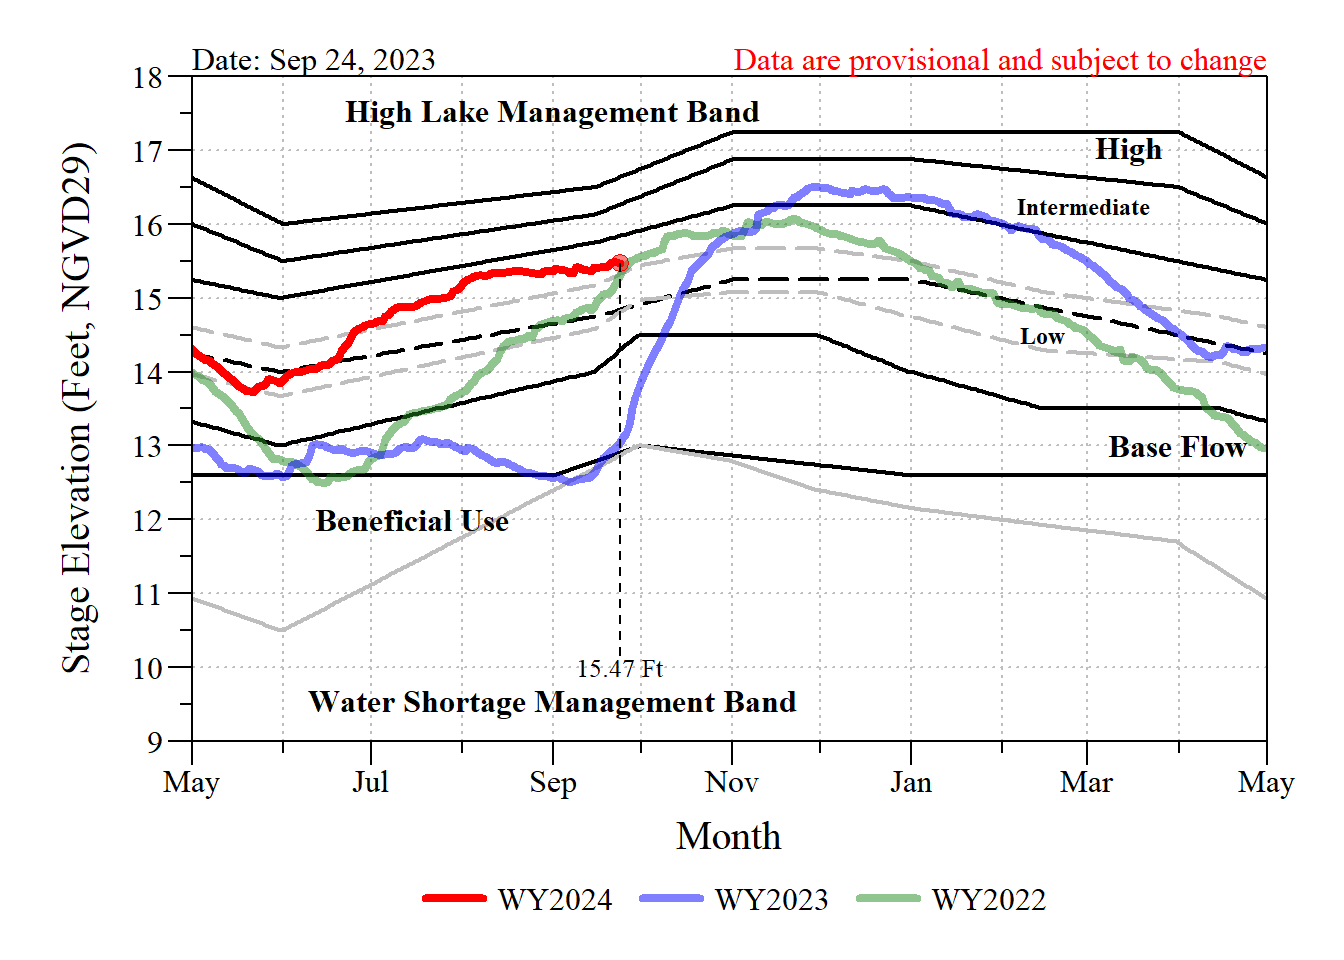 Date: Sep 24, 2023
Data are provisional and subject to change
18
17
16
15
14
13
12
11
10
9
Stage Elevation (Feet, NGVD29)
High Lake Management Band
High
Intermediate
Low
Base Flow
Beneficial Use
15.47 Ft
Water Shortage Management Band
May Jul Sep Nov Jan Mar May
Month
WY2024 WY2023 WY2022